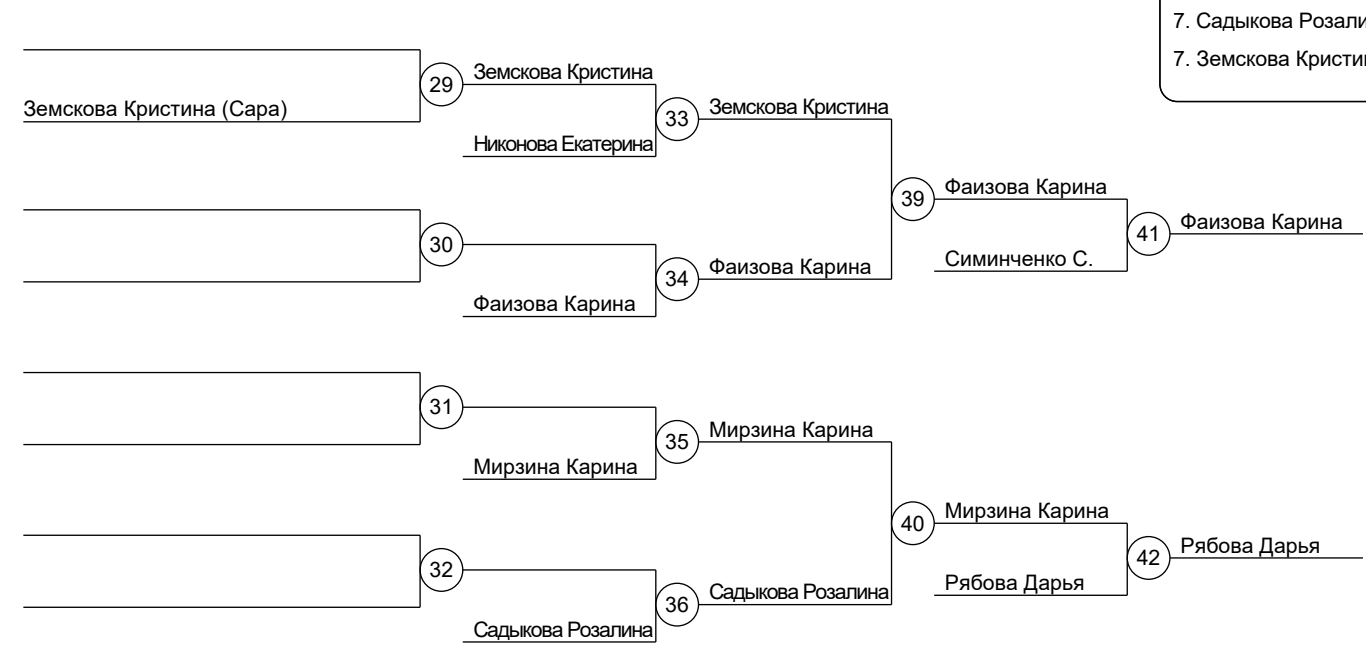 7. Садыкова Розали
7. Земскова Кристин
29
Земскова Кристина
Земскова Кристина (Сара)
33
Земскова Кристина
Никонова Екатерина
39
Фаизова Карина
30
34
Фаизова Карина
41
Фаизова Карина
Симинченко С.
Фаизова Карина
31
35
Мирзина Карина
Мирзина Карина
40
Мирзина Карина
42
Рябова Дарья
32
36
Садыкова Розалина
Рябова Дарья
Садыкова Розалина